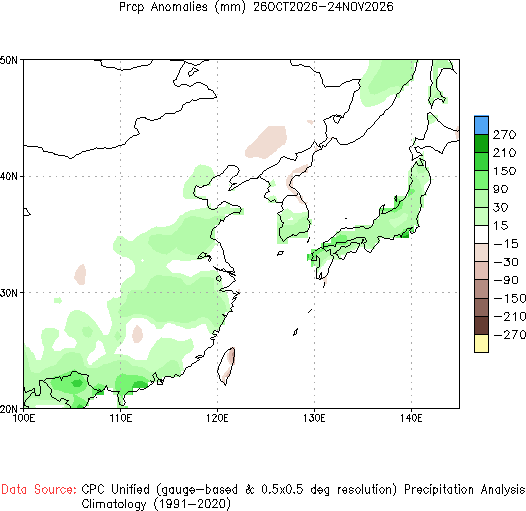 Prcp Anomalies (mm) 26OCT2026-24NOV2026
50N
40N
30N
20N
100E 110E 120E 130E 140E
270
210
150
90
30
15
-15
-30
-90
-150
-210
-270
Data Source: CPC Unified (gauge-based & 0.5x0.5 deg resolution) Precipitation Analysis
Climatology (1991-2020)